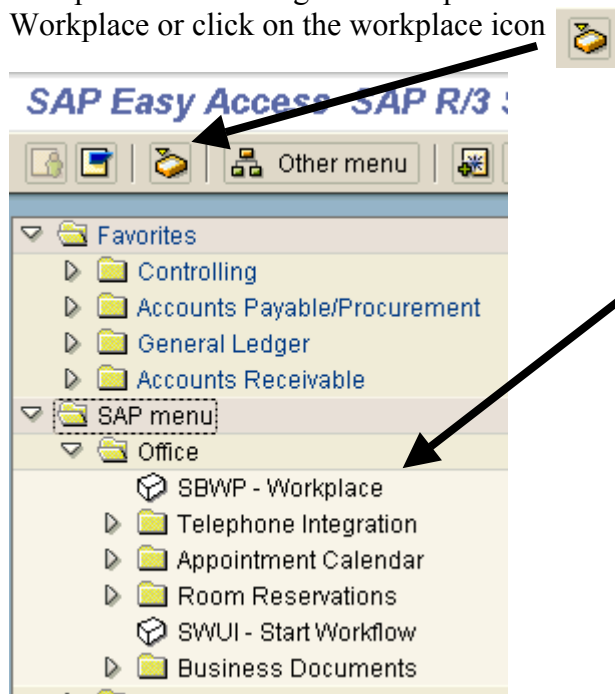 Workplace or click on the workplace icon
SAP Easy Access SAP R/3
Other menu
Favorites
Controlling
Accounts Payable/Procurement
General Ledger
Accounts Receivable
SAP menu
Office
SBWP - Workplace
Telephone Integration
Appointment Calendar
Room Reservations
SWUI - Start Workflow
Business Documents